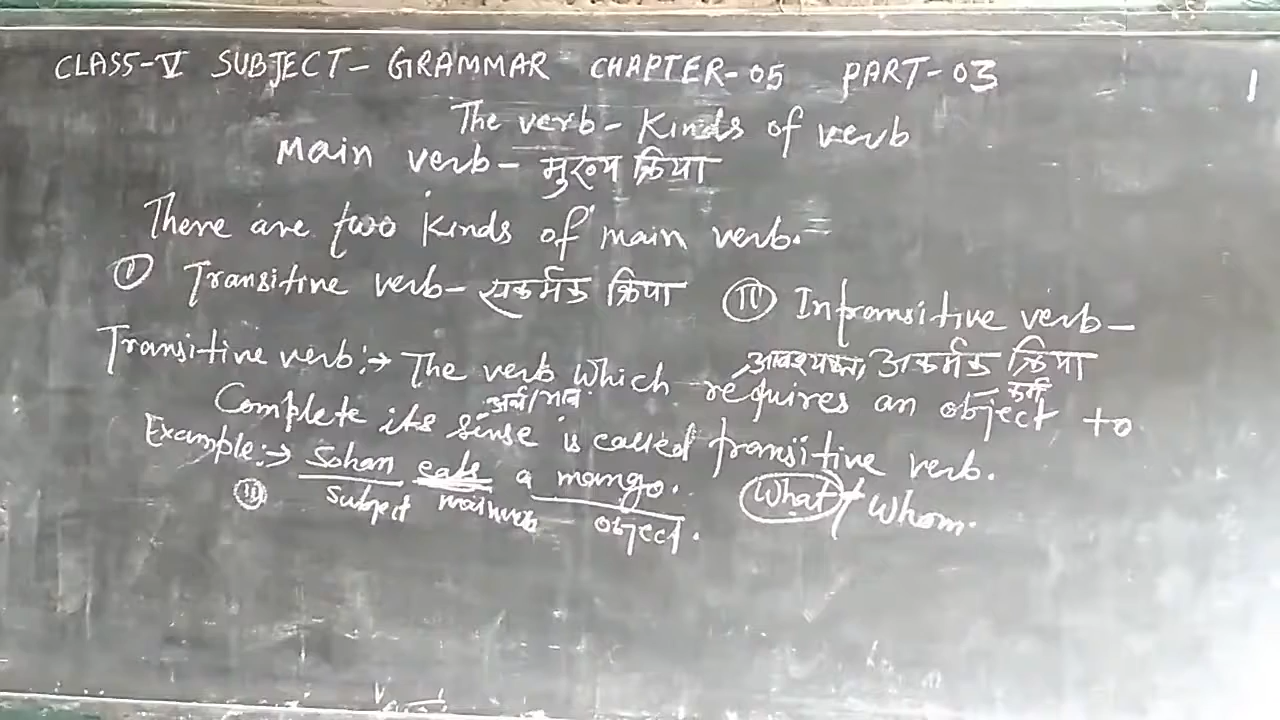 CLASS-V SUBJECT- GRAMMAR CHAPTER-05 PART-03 1
The verb- Kinds of verb
Main verb- मुख्य क्रिया
There are two kinds of main verb.
(I) Transitive verb- सकर्मक क्रिया (II) Intransitive verb-
आवश्यकता, अकर्मक क्रिया
Transitive verb:→ The verb which requires an object to
कर्म
अर्थ/भाव
Complete its sense is called transitive verb.
Example:→ Sohan eats a mango. What/Whom.
(II) Subject main verb object.